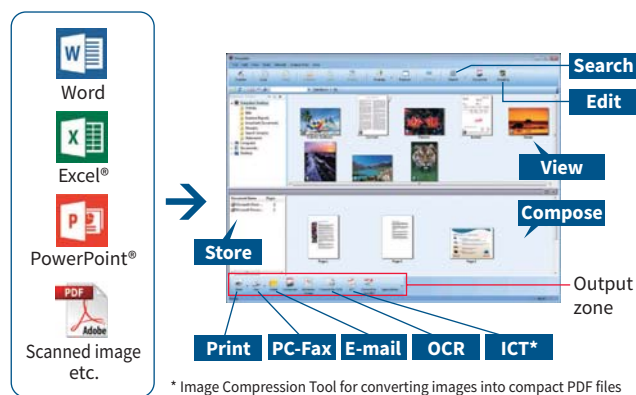 W
Word
X
Excel®
P
PowerPoint®
PDF
Adobe
Scanned image
etc.
Search
Edit
View
Compose
Store
Output
zone
Print
PC-Fax
E-mail
OCR
ICT*
* Image Compression Tool for converting images into compact PDF files